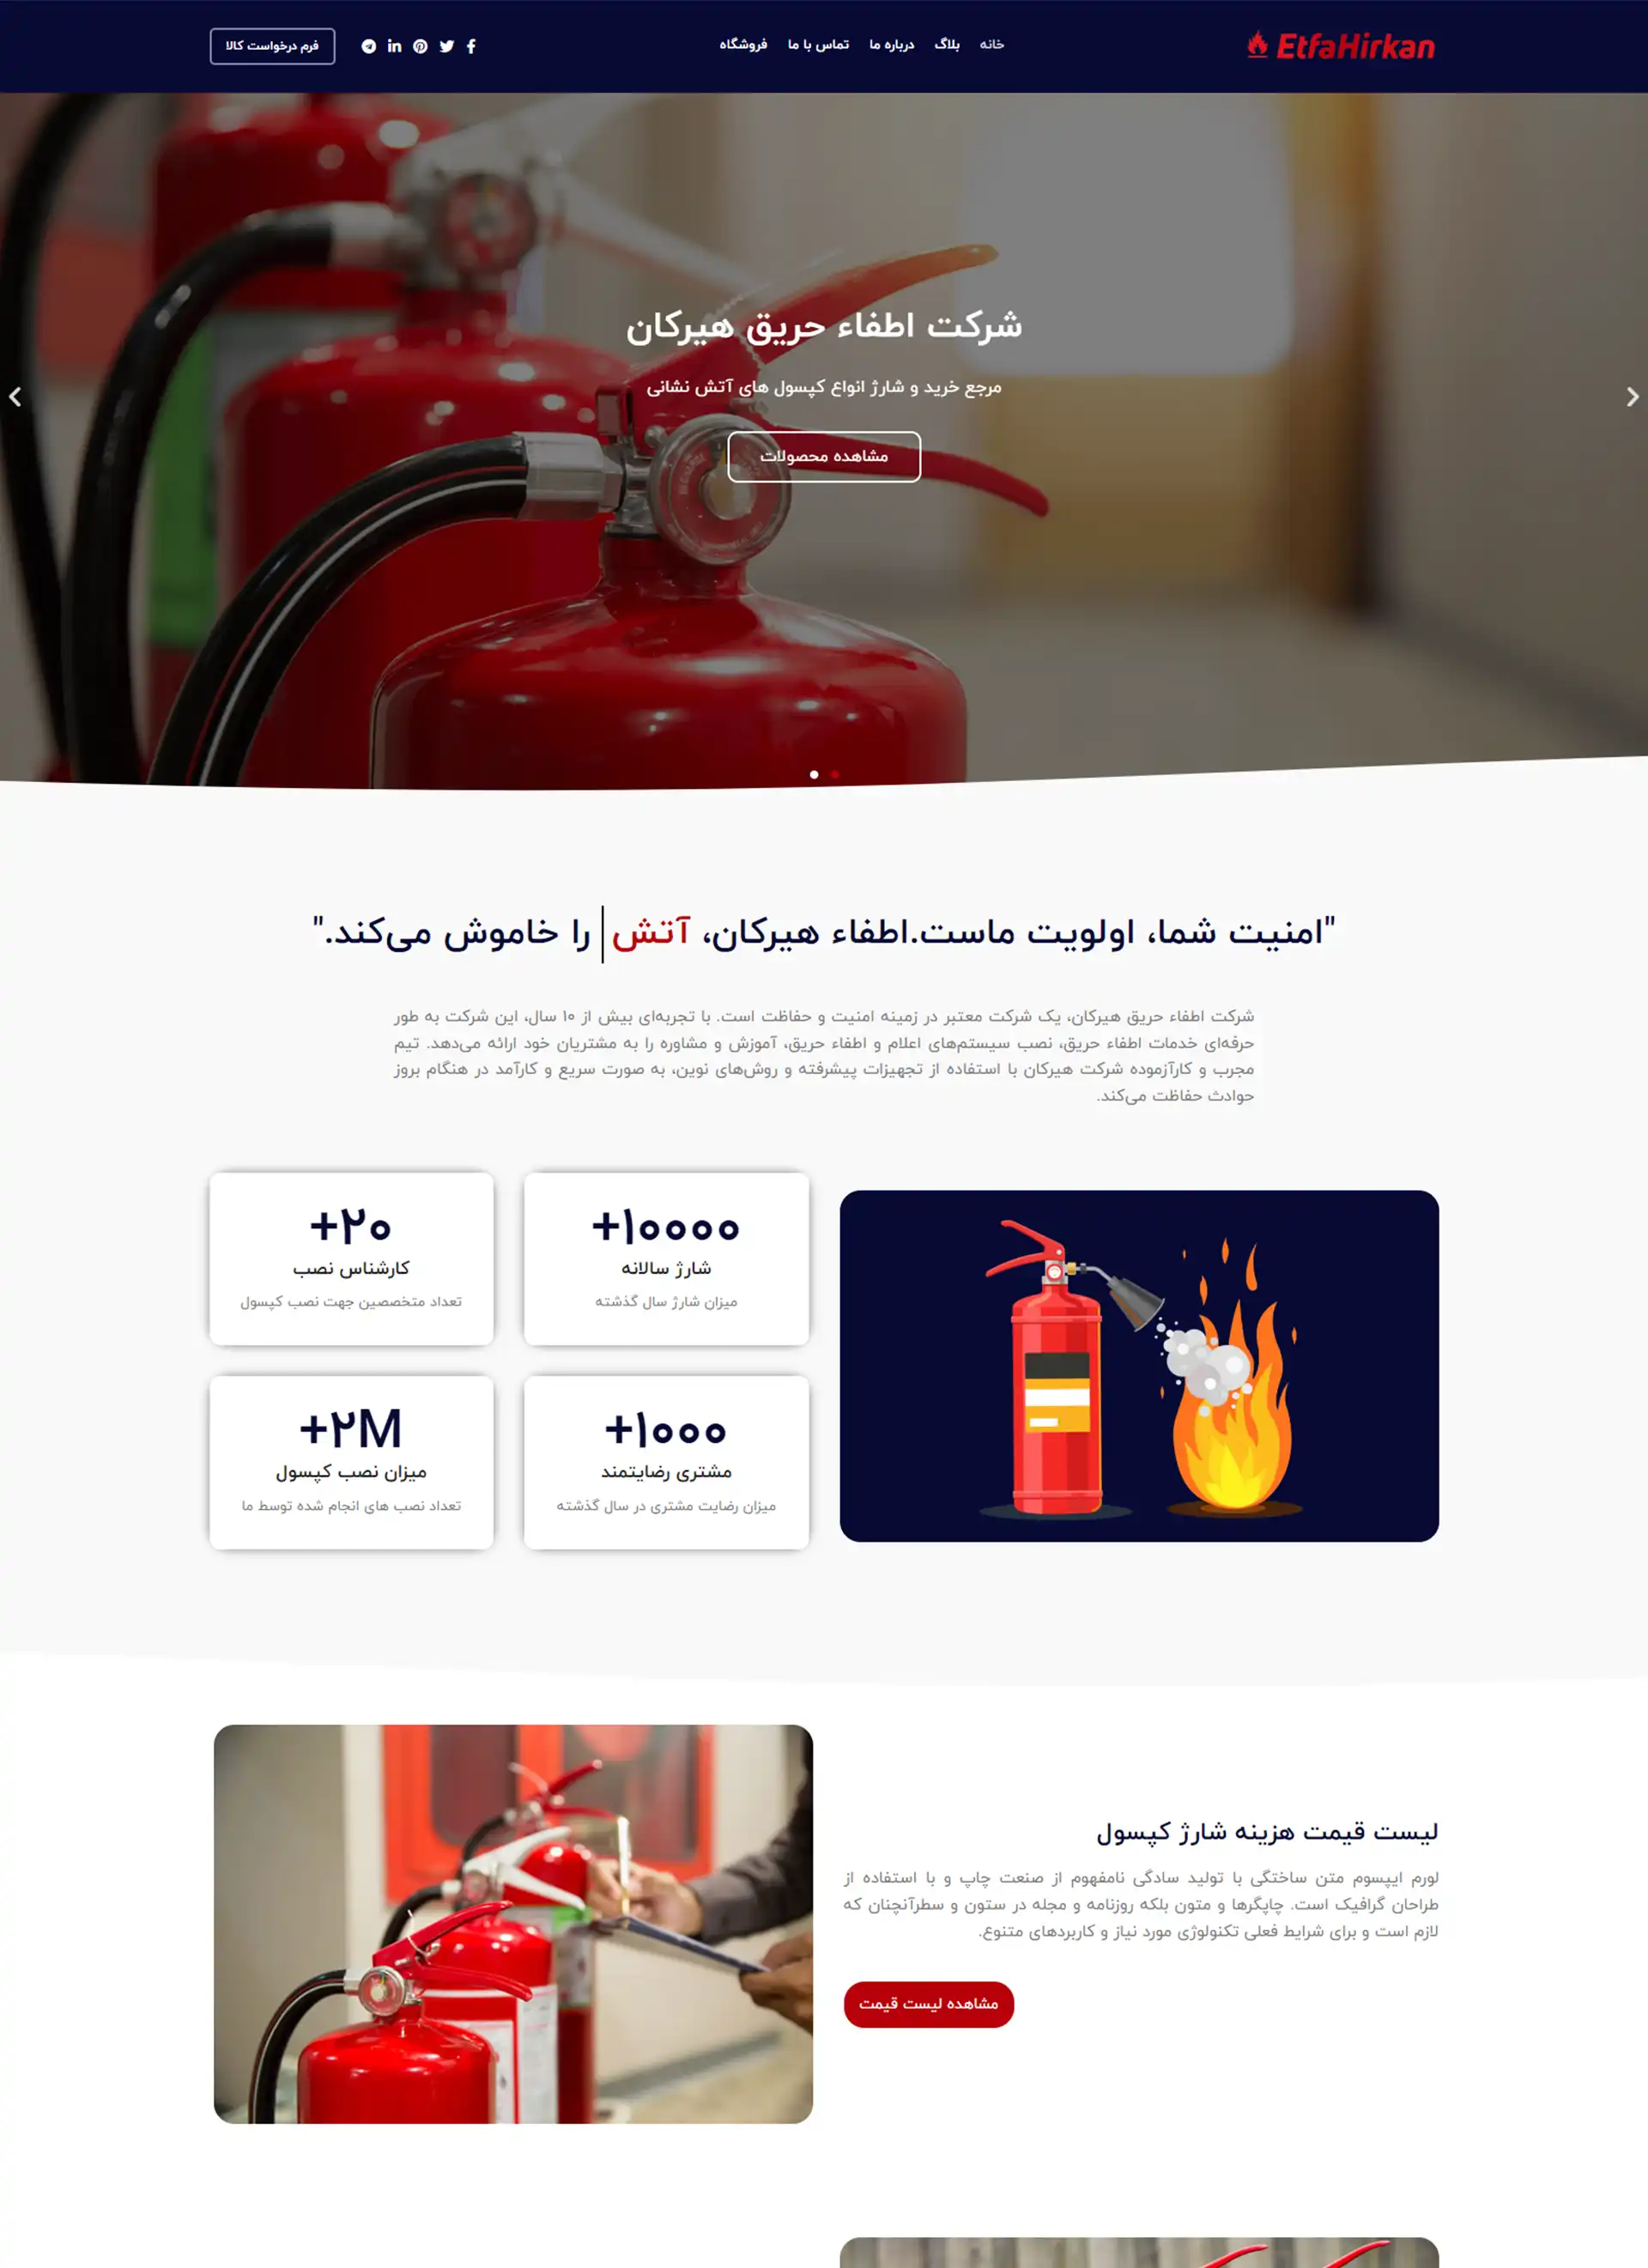 EtfaHirkan
خانه
بلاگ
درباره ما
تماس با ما
فروشگاه
فرم درخواست کالا
شرکت اطفاء حریق هیرکان
مرجع خرید و شارژ انواع کپسول های آتش نشانی
مشاهده محصولات
"امنیت شما، اولویت ماست.اطفاء هیرکان، آتش را خاموش می‌کند."
شرکت اطفاء حریق هیرکان، یک شرکت معتبر در زمینه امنیت و حفاظت است. با تجربه‌ای بیش از ۱۰ سال، این شرکت به طور
حرفه‌ای خدمات اطفاء حریق، نصب سیستم‌های اعلام و اطفاء حریق، آموزش و مشاوره را به مشتریان خود ارائه می‌دهد. تیم
مجرب و کارآزموده شرکت هیرکان با استفاده از تجهیزات پیشرفته و روش‌های نوین، به صورت سریع و کارآمد در هنگام بروز
حوادث حفاظت می‌کند.
+۱۰۰۰۰
شارژ سالانه
میزان شارژ سال گذشته
+۲۰
کارشناس نصب
تعداد متخصصین جهت نصب کپسول
+۱۰۰۰
مشتری رضایتمند
میزان رضایت مشتری در سال گذشته
+۲M
میزان نصب کپسول
تعداد نصب های انجام شده توسط ما
لیست قیمت هزینه شارژ کپسول
لورم ایپسوم متن ساختگی با تولید سادگی نامفهوم از صنعت چاپ و با استفاده از
طراحان گرافیک است. چاپگرها و متون بلکه روزنامه و مجله در ستون و سطرآنچنان که
لازم است و برای شرایط فعلی تکنولوژی مورد نیاز و کاربردهای متنوع.
مشاهده لیست قیمت